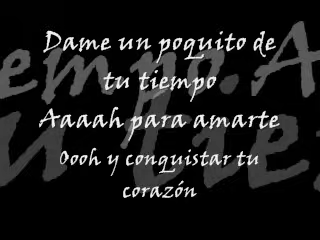 Dame un poquito de
tu tiempo
Aaaah para amarte
Oooh y conquistar tu
corazón